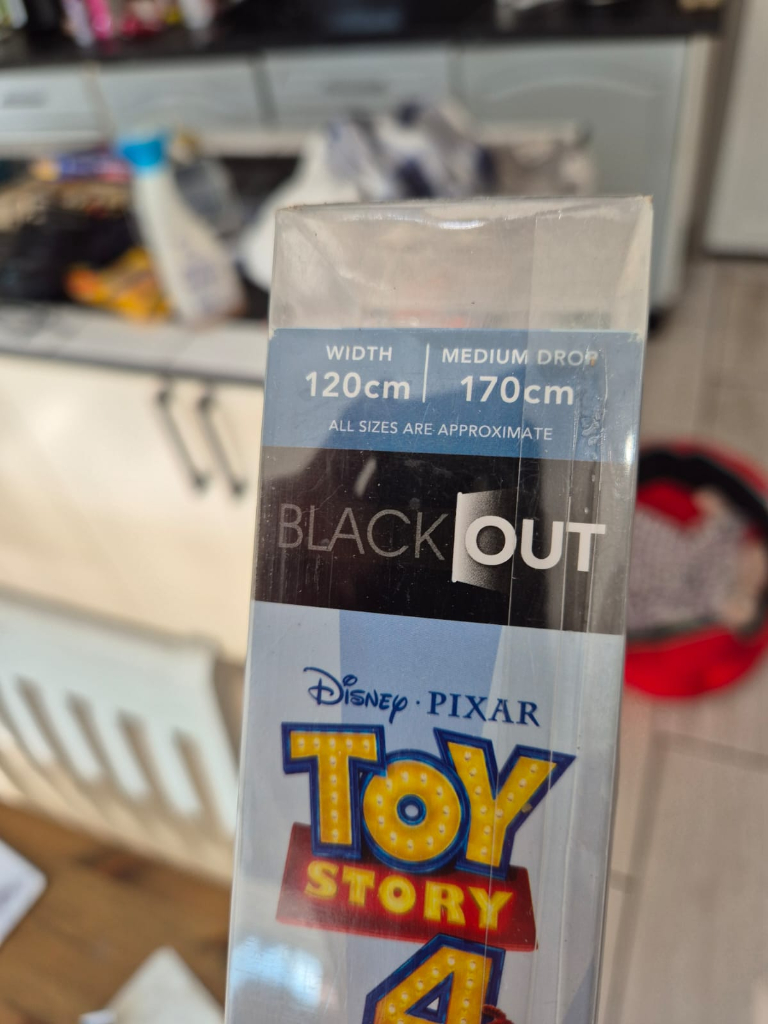 WIDTH
120cm
MEDIUM DROP
170cm
ALL SIZES ARE APPROXIMATE
BLACKOUT
Disney · PIXAR
TOY
STORY
4